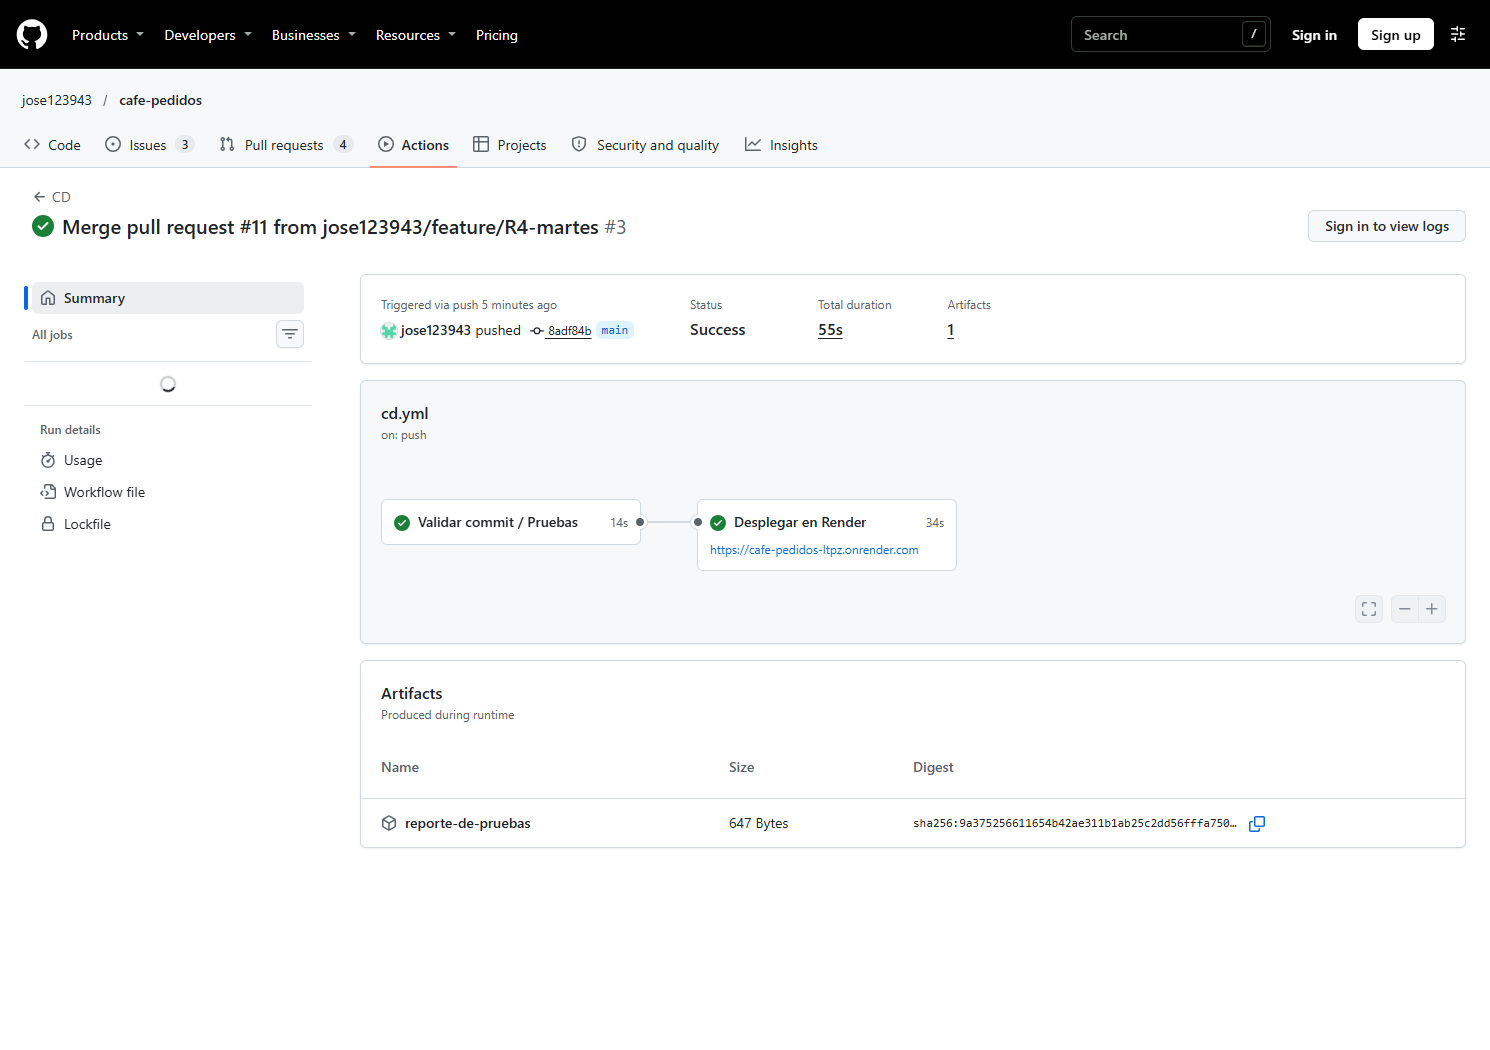 Products Developers Businesses Resources Pricing Search / Sign in Sign up
jose123943 / cafe-pedidos
Code Issues 3 Pull requests 4 Actions Projects Security and quality Insights
CD
Merge pull request #11 from jose123943/feature/R4-martes #3
Sign in to view logs
Summary
All jobs
Run details
Usage
Workflow file
Lockfile
Triggered via push 5 minutes ago Status Total duration Artifacts
jose123943 pushed 8adf84b main Success 55s 1
cd.yml
on: push
Validar commit / Pruebas 14s
Desplegar en Render 34s
https://cafe-pedidos-ltpz.onrender.com
Artifacts
Produced during runtime
Name Size Digest
reporte-de-pruebas 647 Bytes sha256:9a375256611654b42ae311b1ab25c2dd56fffa750…